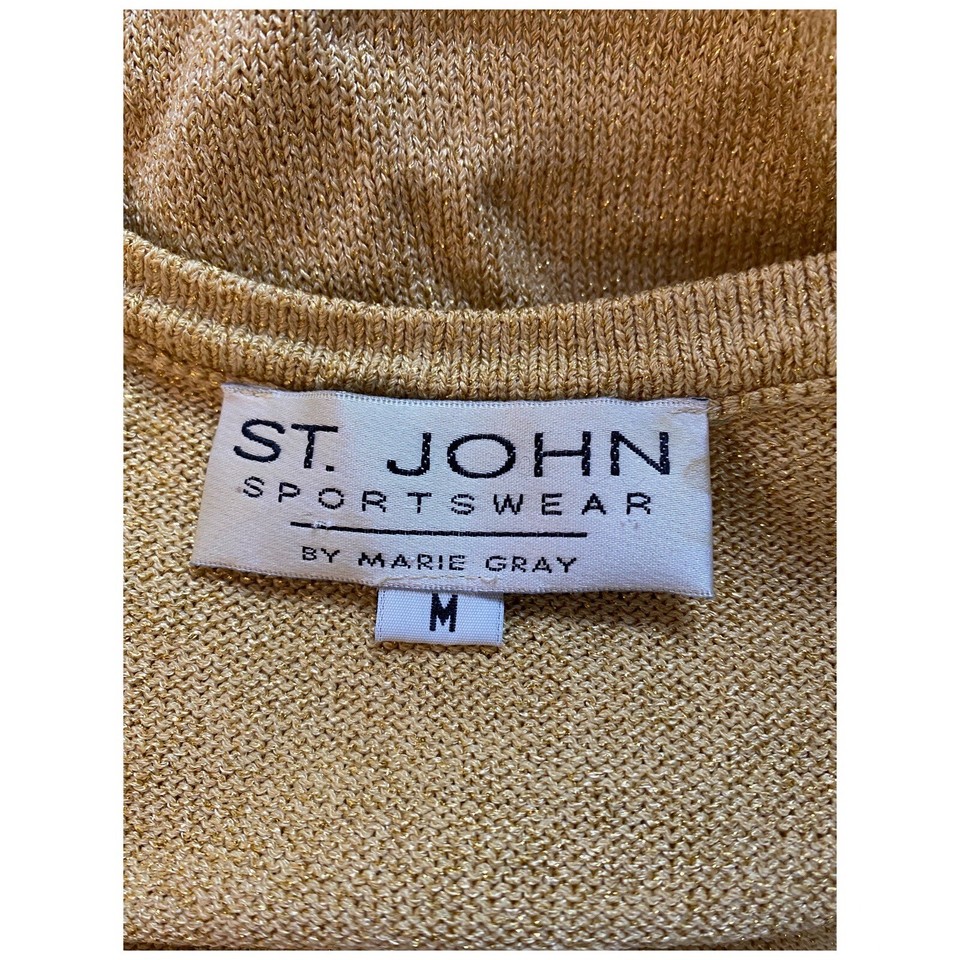 ST. JOHN
SPORTSWEAR
BY MARIE GRAY
M